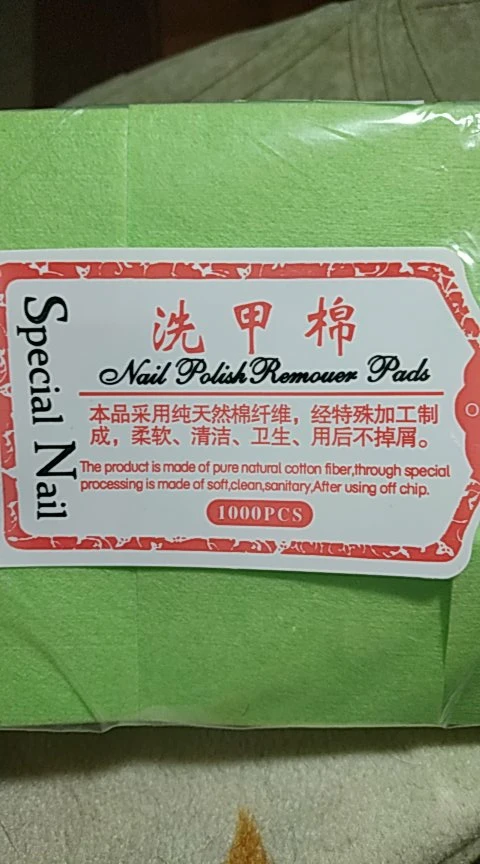 Special Nail
洗甲棉
Nail Polish Remouer Pads
本品采用纯天然棉纤维，经特殊加工制
成，柔软、清洁、卫生、用后不掉屑。
The product is made of pure natural cotton fiber,through special
processing is made of soft,clean,sanitary,After using off chip.
1000PCS